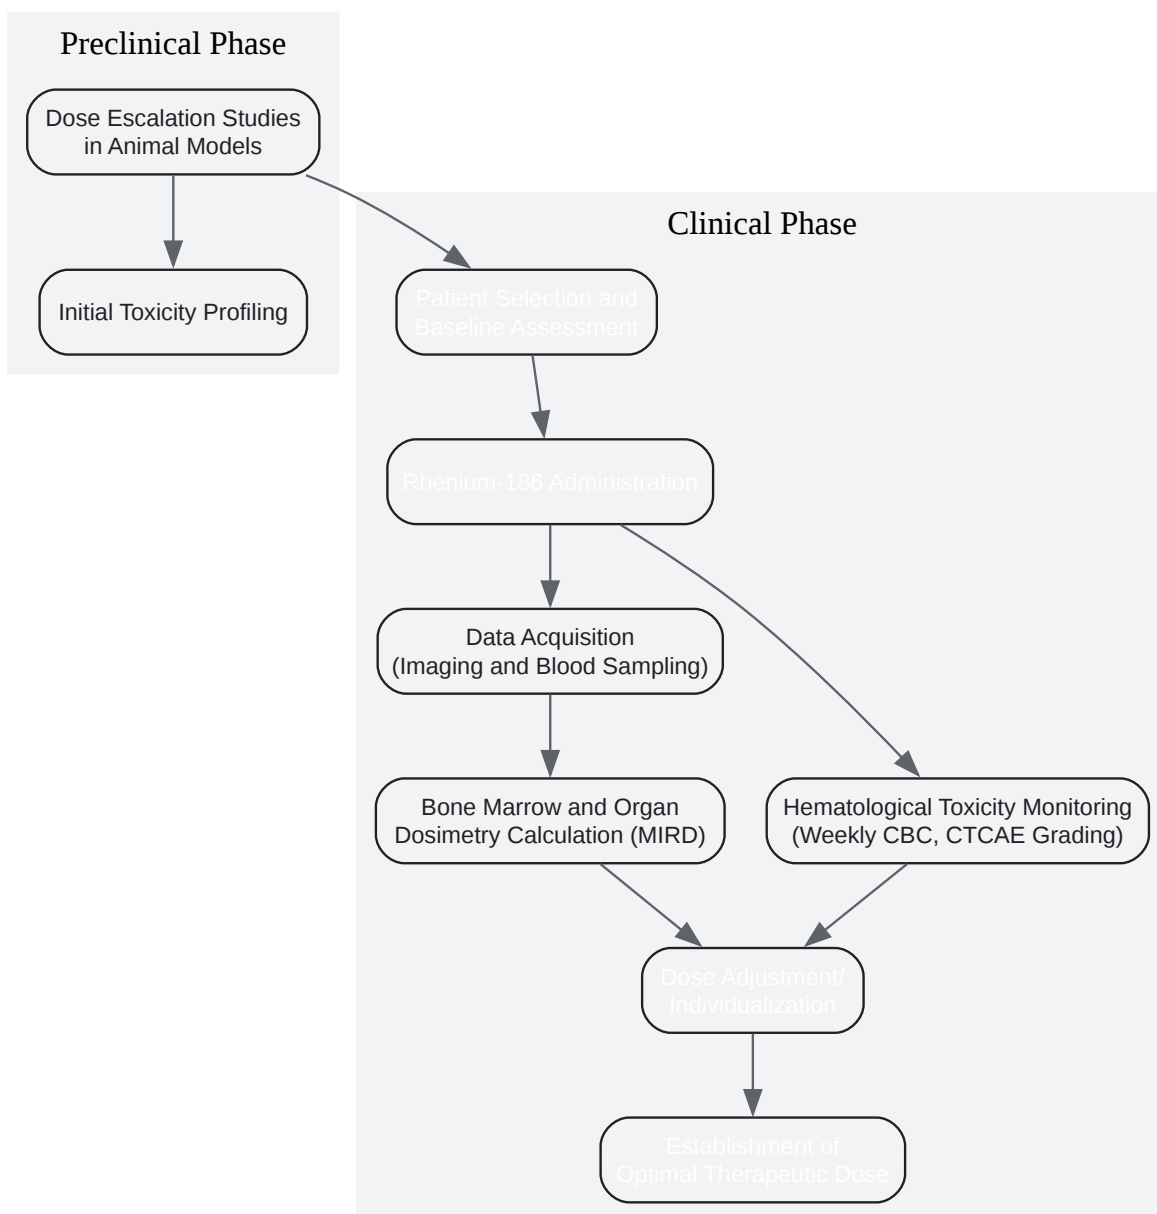 Preclinical Phase
Dose Escalation Studies
in Animal Models
Initial Toxicity Profiling
Clinical Phase
Patient Selection and
Baseline Assessment
Rhenium-186 Administration
Data Acquisition
(Imaging and Blood Sampling)
Bone Marrow and Organ
Dosimetry Calculation (MIRD)
Hematological Toxicity Monitoring
(Weekly CBC, CTCAE Grading)
Dose Adjustment/
Individualization
Establishment of
Optimal Therapeutic Dose